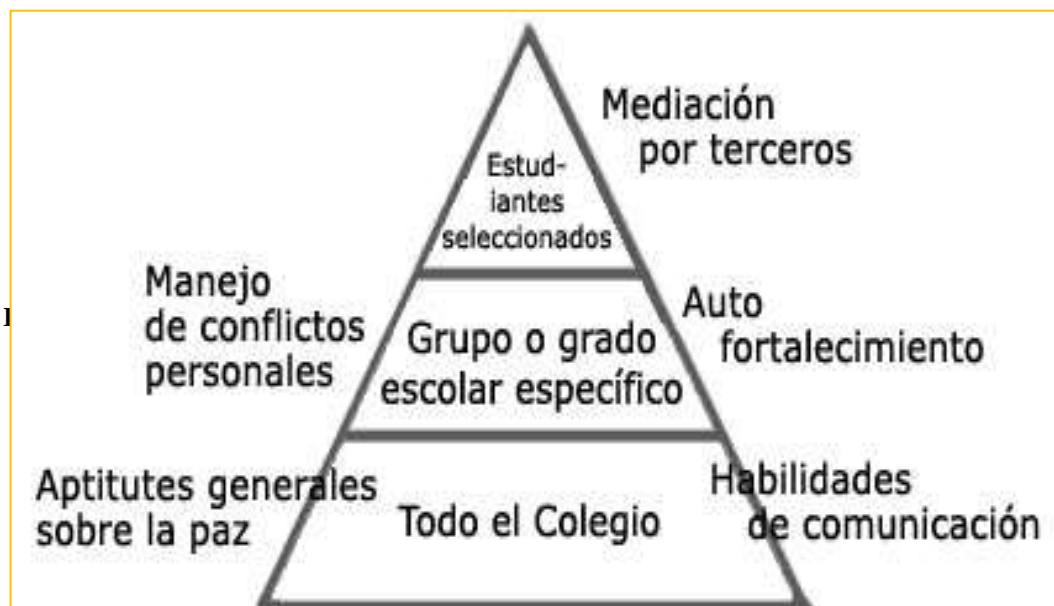 Mediación
por terceros
Estud-
iantes
seleccionados
Manejo
de conflictos
personales
Grupo o grado
escolar específico
Auto
fortalecimiento
Aptitutes generales
sobre la paz
Todo el Colegio
Habilidades
de comunicación